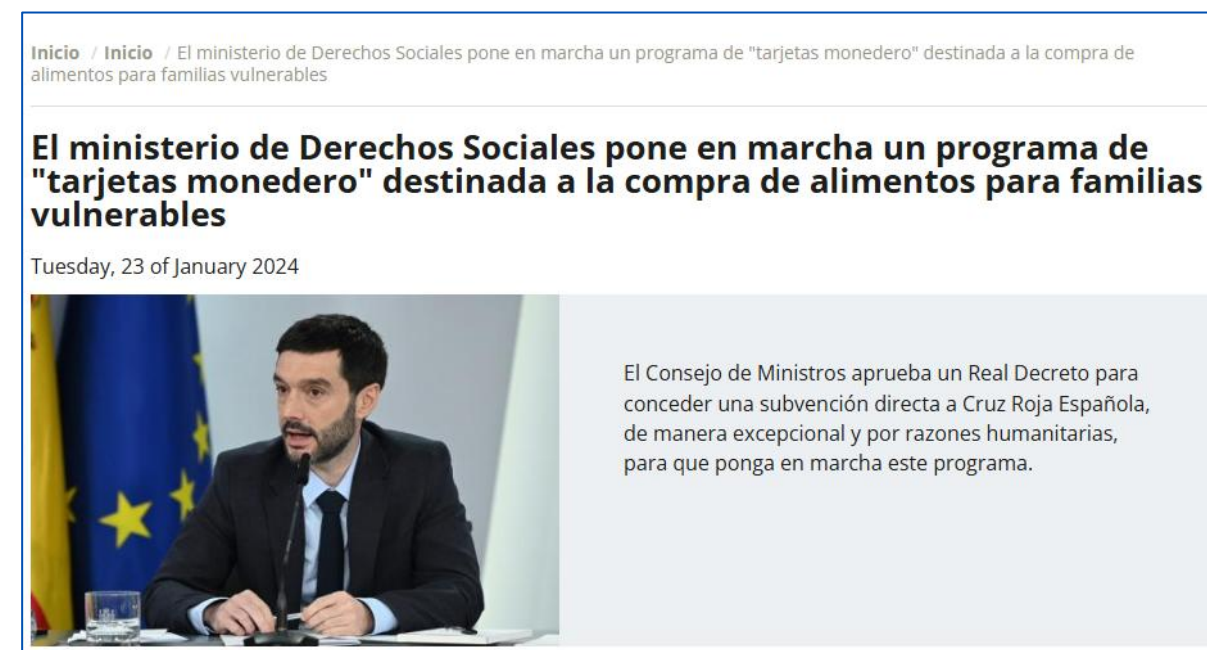 Inicio / Inicio / El ministerio de Derechos Sociales pone en marcha un programa de "tarjetas monedero" destinada a la compra de
alimentos para familias vulnerables
El ministerio de Derechos Sociales pone en marcha un programa de
"tarjetas monedero" destinada a la compra de alimentos para familias
vulnerables
Tuesday, 23 of January 2024
El Consejo de Ministros aprueba un Real Decreto para
conceder una subvención directa a Cruz Roja Española,
de manera excepcional y por razones humanitarias,
para que ponga en marcha este programa.